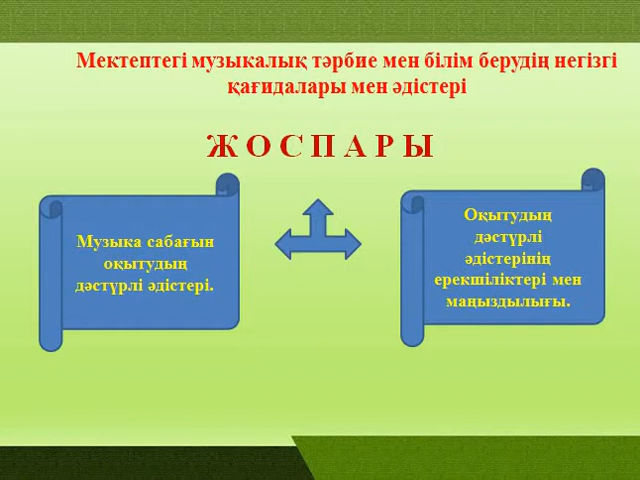 Мектептегі музыкалық тәрбие мен білім берудің негізгі
қағидалары мен әдістері
Ж О С П А Р Ы
Музыка сабағын
оқытудың
дәстүрлі әдістері.
Оқытудың
дәстүрлі
әдістерінің
ерекшіліктері мен
маңыздылығы.